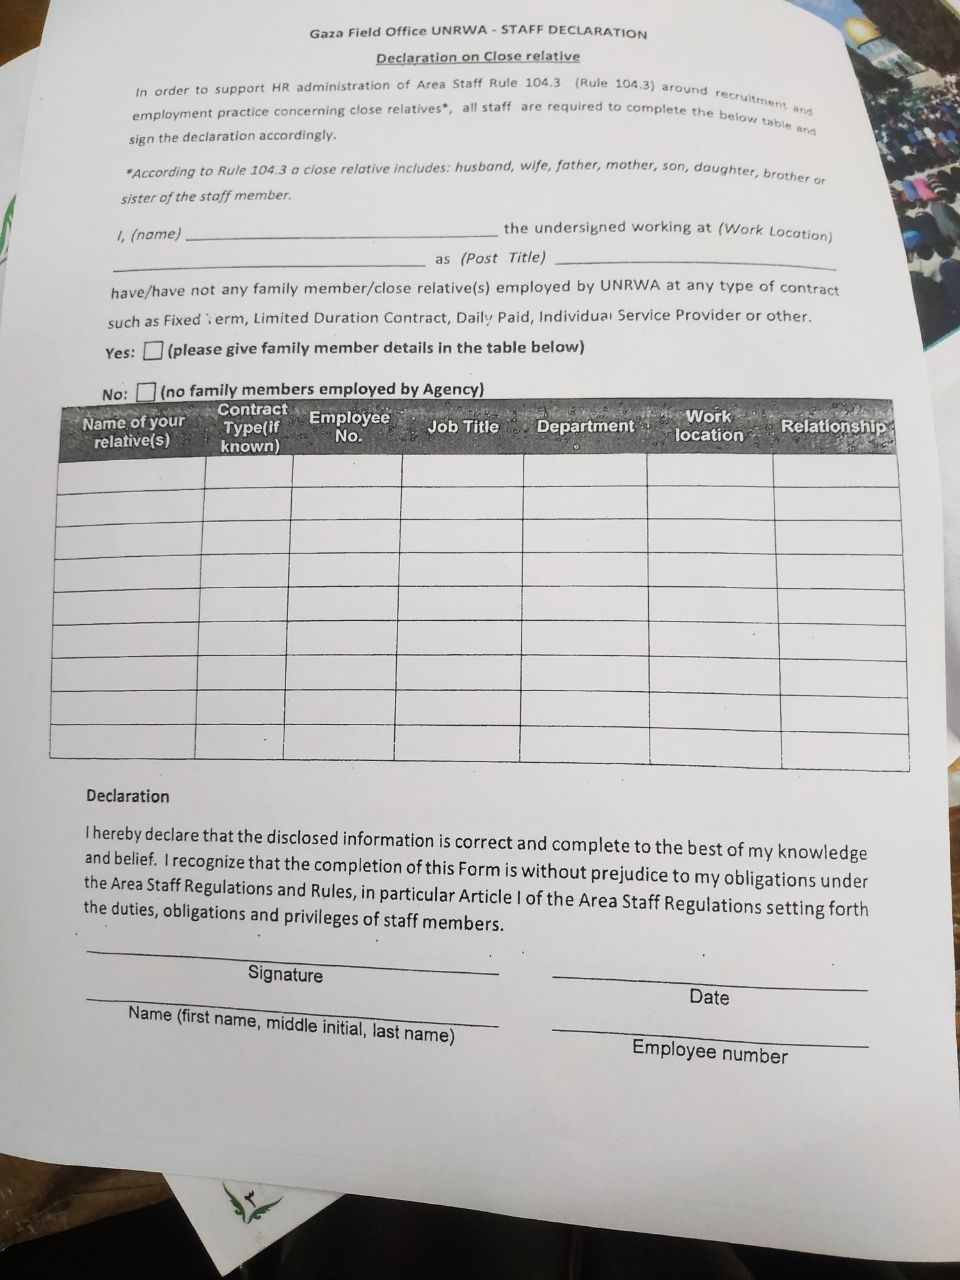 Gaza Field Office UNRWA - STAFF DECLARATION
Declaration on Close relative
In order to support HR administration of Area Staff Rule 104.3 (Rule 104.3) around recruitment and
employment practice concerning close relatives*, all staff are required to complete the below table and
sign the declaration accordingly.
*According to Rule 104.3 a close relative includes: husband, wife, father, mother, son, daughter, brother or
sister of the staff member.
I, (name) ______ the undersigned working at (Work Location)
______ as (Post Title) ______
have/have not any family member/close relative(s) employed by UNRWA at any type of contract
such as Fixed Term, Limited Duration Contract, Daily Paid, Individual Service Provider or other.
Yes: ☐ (please give family member details in the table below)
No: ☐ (no family members employed by Agency)
Name of your relative(s) Contract Type(if known) Employee No. Job Title Department Work location Relationship
Declaration
I hereby declare that the disclosed information is correct and complete to the best of my knowledge
and belief. I recognize that the completion of this Form is without prejudice to my obligations under
the Area Staff Regulations and Rules, in particular Article I of the Area Staff Regulations setting forth
the duties, obligations and privileges of staff members.
Signature
Date
Name (first name, middle initial, last name)
Employee number